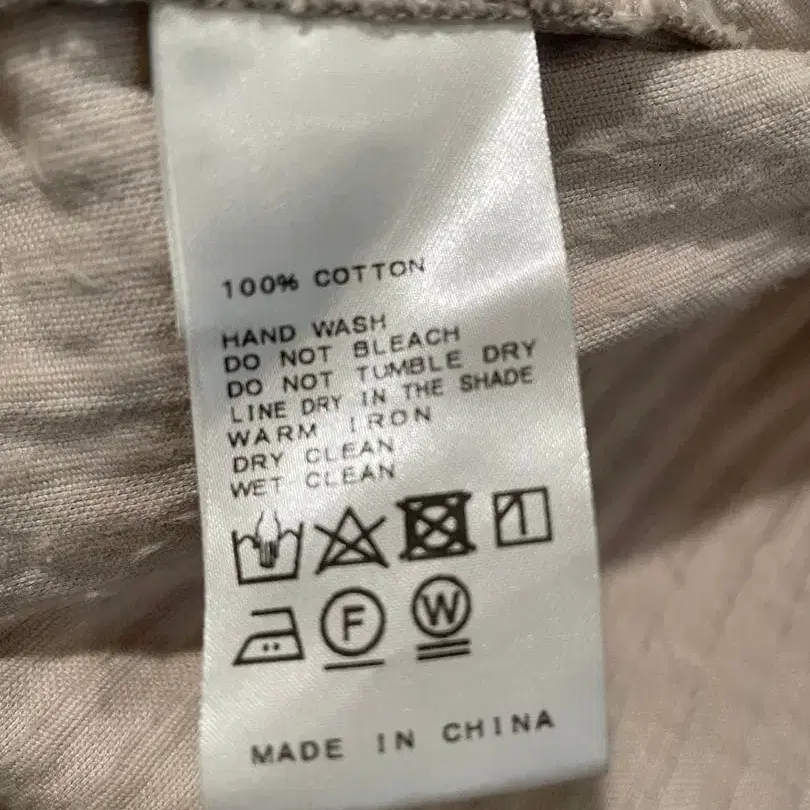 100% COTTON
HAND WASH
DO NOT BLEACH
DO NOT TUMBLE DRY
LINE DRY IN THE SHADE
WARM IRON
DRY CLEAN
WET CLEAN
F W
MADE IN CHINA